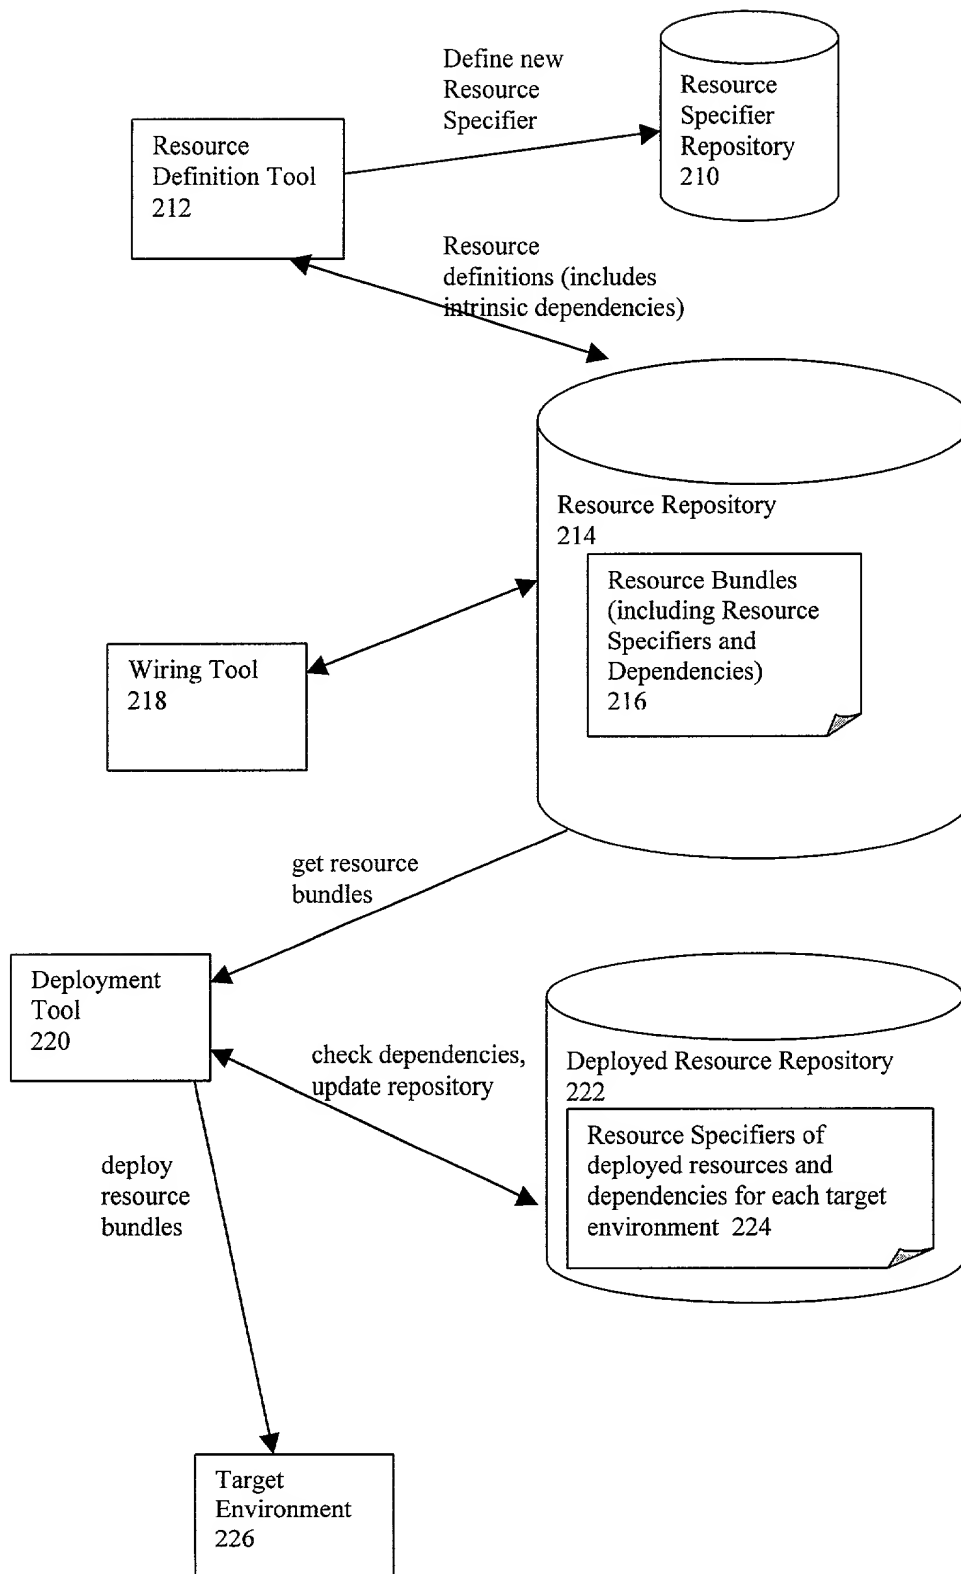 Define new
Resource
Specifier
Resource
Specifier
Repository
210
Resource
Definition Tool
212
Resource
definitions (includes
intrinsic dependencies)
Resource Repository
214
Resource Bundles
(including Resource
Specifiers and
Dependencies)
216
Wiring Tool
218
get resource
bundles
Deployment
Tool
220
check dependencies,
update repository
Deployed Resource Repository
222
Resource Specifiers of
deployed resources and
dependencies for each target
environment 224
deploy
resource
bundles
Target
Environment
226